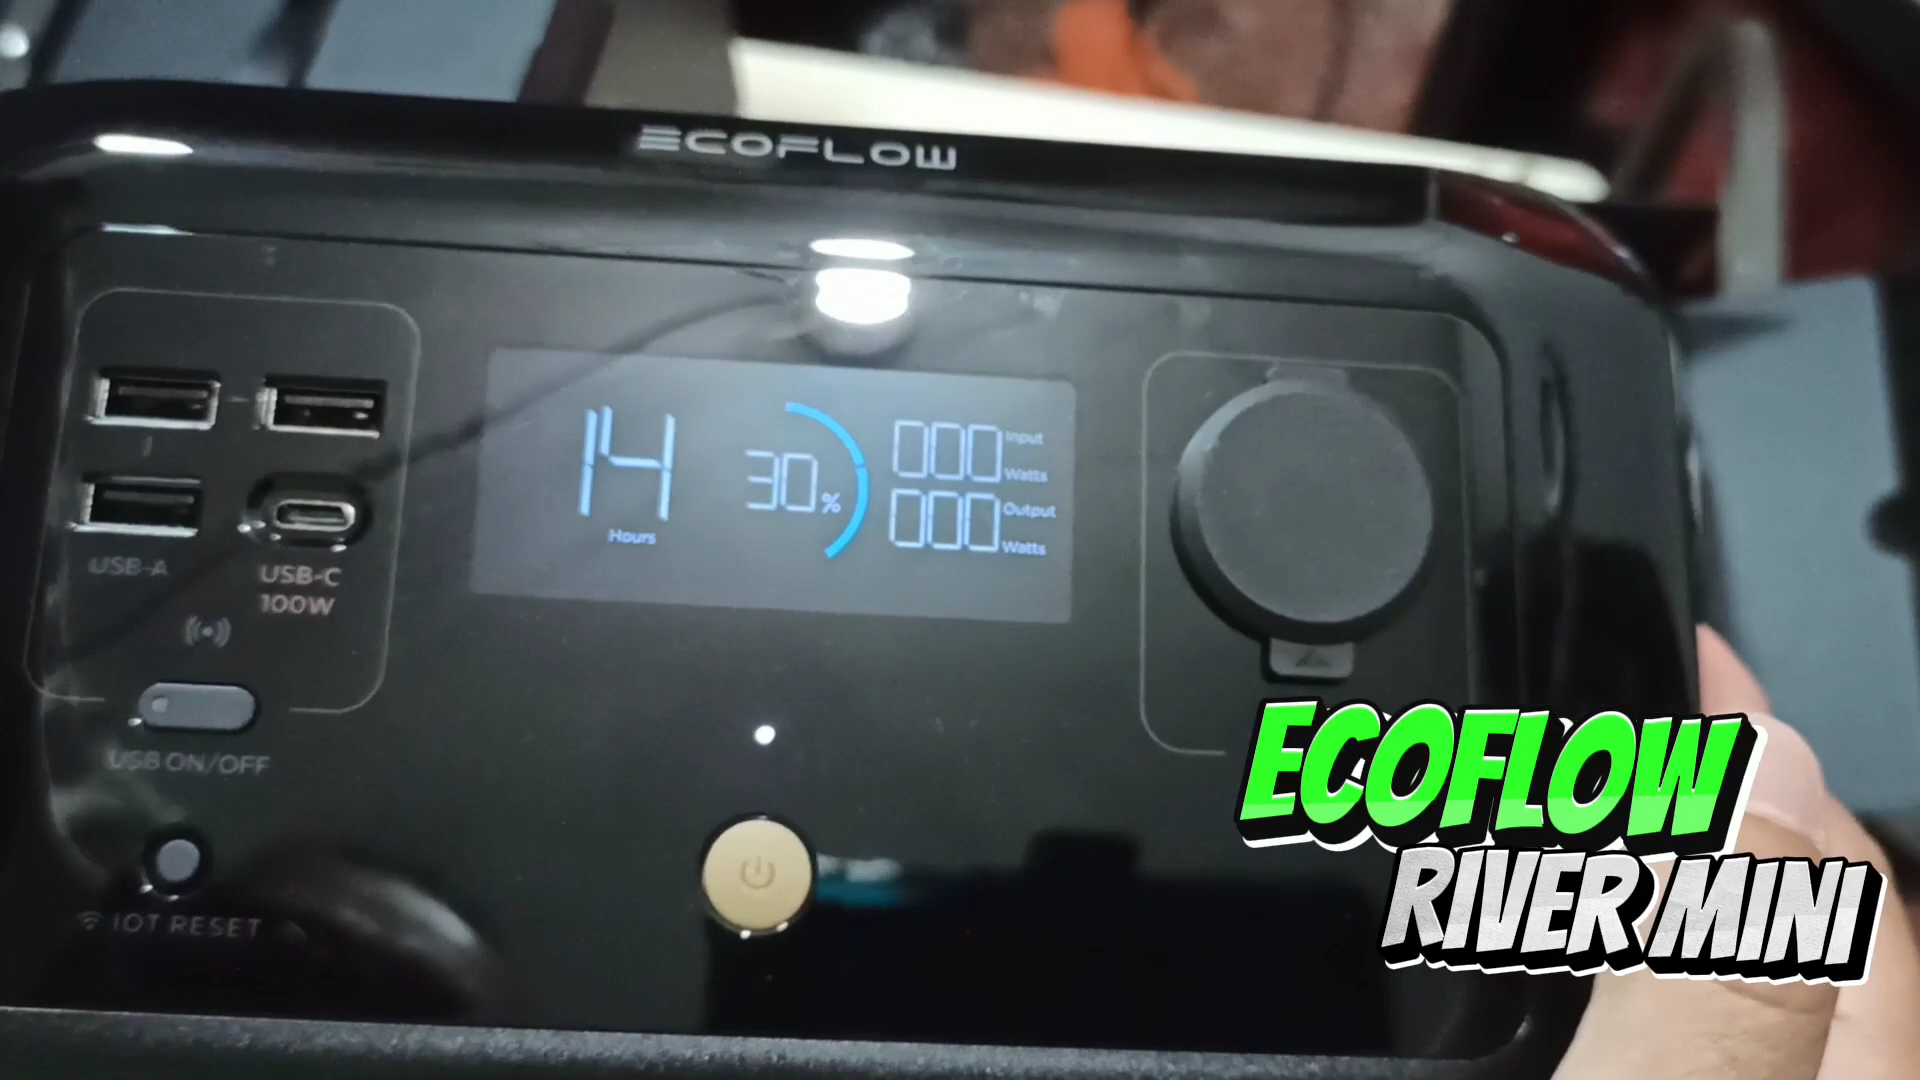 ECOFLOW
14
Hours
30%
000 Input Watts
000 Output Watts
USB-A
USB-C
100W
USB ON/OFF
IOT RESET
ECOFLOW
RIVER MINI